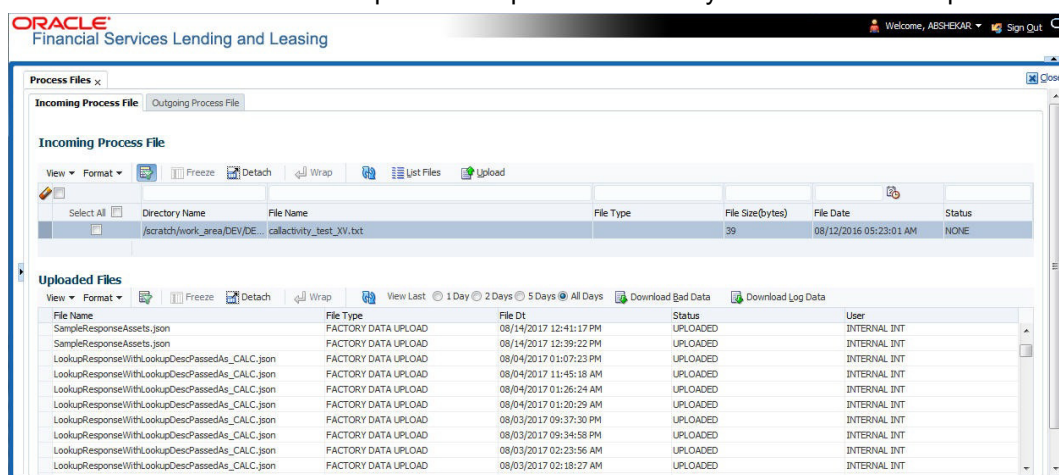 ORACLE
Welcome, ABSHEKAR Sign Out
Financial Services Lending and Leasing
Process Files x
Close
Incoming Process File Outgoing Process File
Incoming Process File
View Format Freeze Detach Wrap List Files Upload
Select All Directory Name File Name File Type File Size(bytes) File Date Status
/scratch/work_area/DEV/DE... callactivity_test_XV.txt 39 08/12/2016 05:23:01 AM NONE
Uploaded Files
View Format Freeze Detach Wrap View Last 1 Day 2 Days 5 Days All Days Download Bad Data Download Log Data
File Name File Type File Dt Status User
SampleResponseAssets.json FACTORY DATA UPLOAD 08/14/2017 12:41:17 PM UPLOADED INTERNAL INT
SampleResponseAssets.json FACTORY DATA UPLOAD 08/14/2017 12:39:22 PM UPLOADED INTERNAL INT
LookupResponseWithLookupDescPassedAs_CALC.json FACTORY DATA UPLOAD 08/04/2017 01:07:23 PM UPLOADED INTERNAL INT
LookupResponseWithLookupDescPassedAs_CALC.json FACTORY DATA UPLOAD 08/04/2017 11:45:18 AM UPLOADED INTERNAL INT
LookupResponseWithLookupDescPassedAs_CALC.json FACTORY DATA UPLOAD 08/04/2017 01:26:24 AM UPLOADED INTERNAL INT
LookupResponseWithLookupDescPassedAs_CALC.json FACTORY DATA UPLOAD 08/04/2017 01:20:29 AM UPLOADED INTERNAL INT
LookupResponseWithLookupDescPassedAs_CALC.json FACTORY DATA UPLOAD 08/03/2017 09:37:30 PM UPLOADED INTERNAL INT
LookupResponseWithLookupDescPassedAs_CALC.json FACTORY DATA UPLOAD 08/03/2017 09:34:58 PM UPLOADED INTERNAL INT
LookupResponseWithLookupDescPassedAs_CALC.json FACTORY DATA UPLOAD 08/03/2017 02:23:56 AM UPLOADED INTERNAL INT
LookupResponseWithLookupDescPassedAs_CALC.json FACTORY DATA UPLOAD 08/03/2017 02:18:27 AM UPLOADED INTERNAL INT